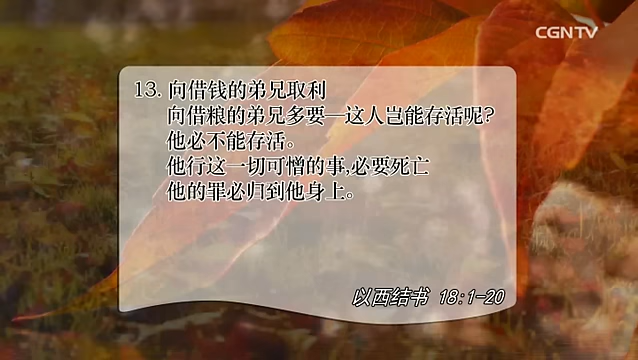 CGNTV
13. 向借钱的弟兄取利
向借粮的弟兄多要—这人岂能存活呢?
他必不能存活。
他行这一切可憎的事,必要死亡
他的罪必归到他身上。
以西结书 18:1-20